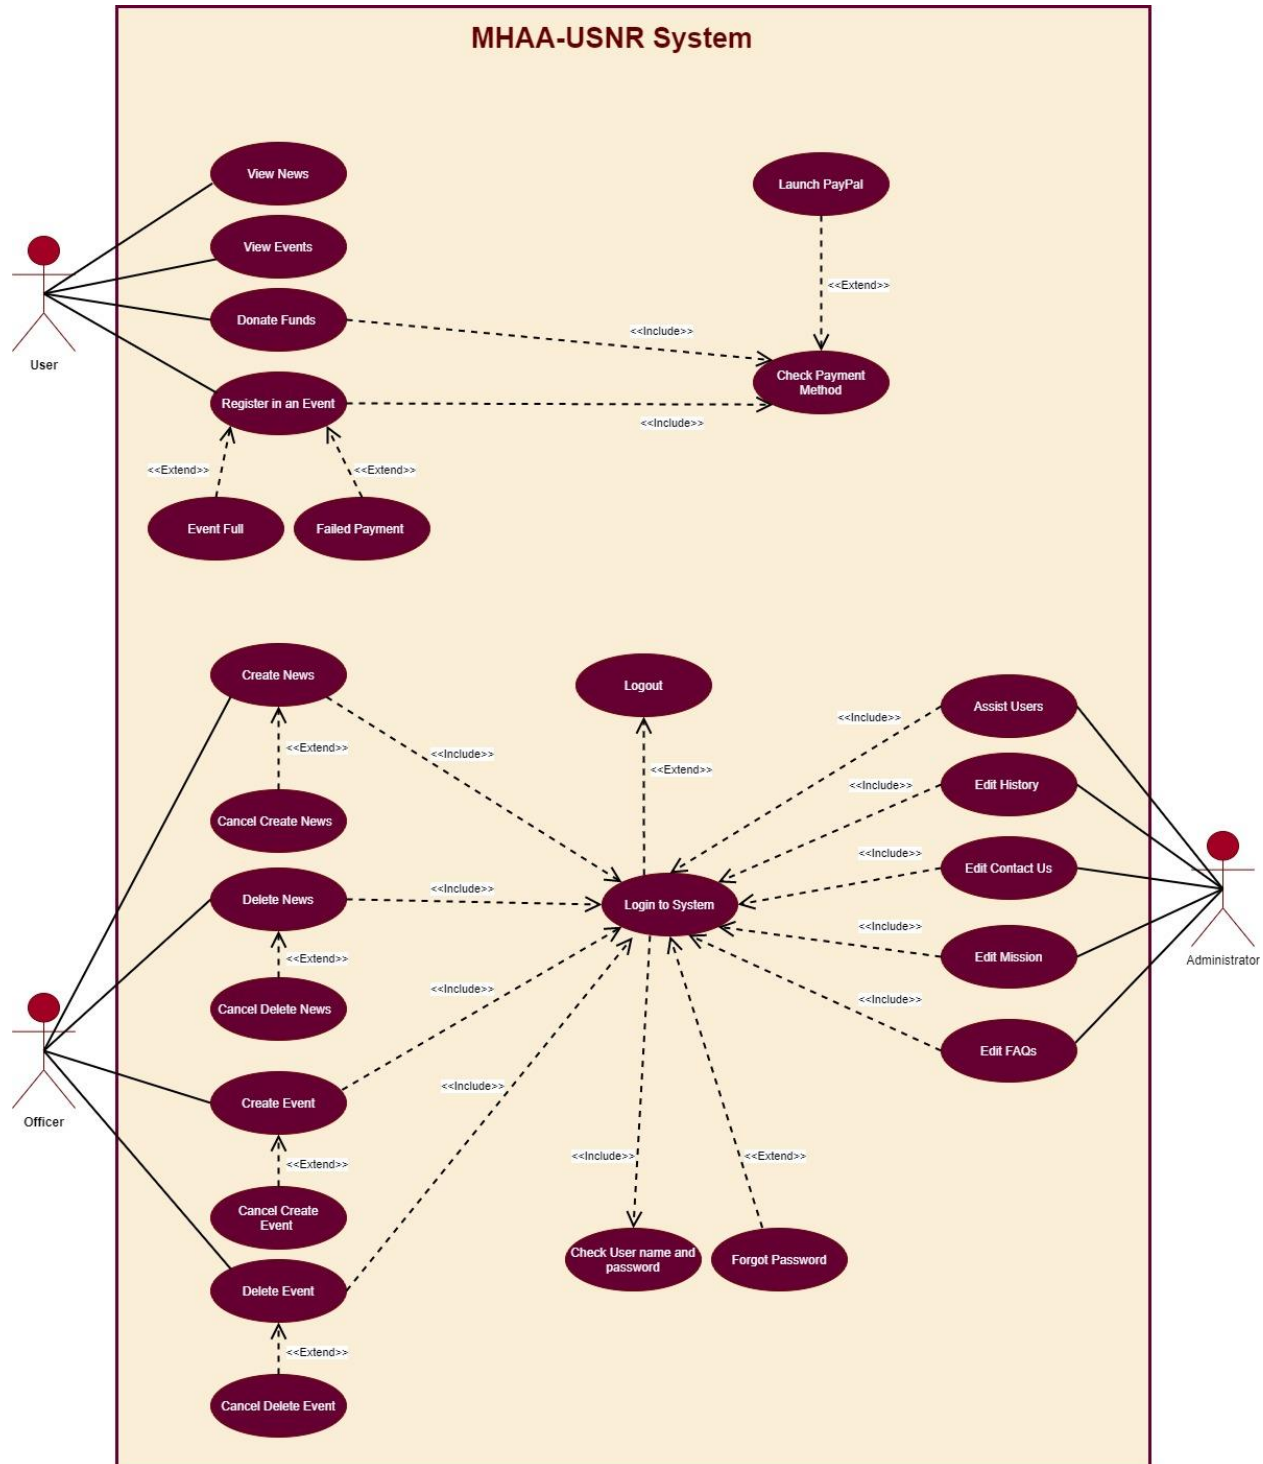 MHAA-USNR System
View News
Launch PayPal
View Events
<<Extend>>
Donate Funds
<<Include>>
User
Check Payment
Method
Register in an Event
<<Include>>
<<Extend>>
<<Extend>>
Event Full
Failed Payment
Create News
Logout
Assist Users
<<Include>>
<<Extend>>
<<Include>>
<<Extend>>
Edit History
<<Include>>
Cancel Create News
<<Include>>
Edit Contact Us
Delete News
<<Include>>
Login to System
<<Include>>
<<Extend>>
Edit Mission
Administrator
<<Include>>
Cancel Delete News
<<Include>>
Edit FAQs
<<Include>>
Create Event
Officer
<<Extend>>
<<Include>>
<<Extend>>
Cancel Create
Event
Check User name and
password
Forgot Password
Delete Event
<<Extend>>
Cancel Delete Event